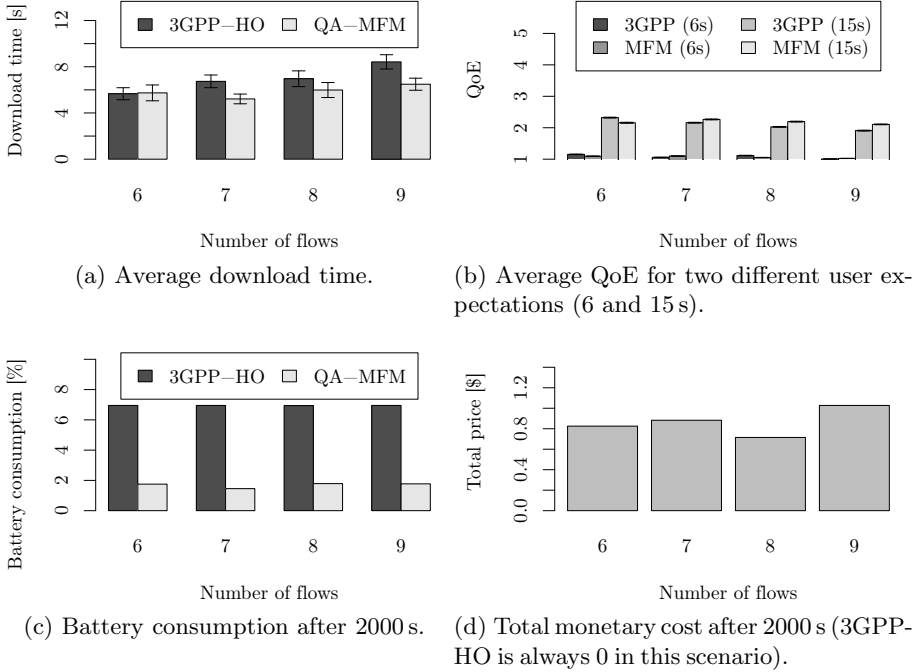 Download time [s]
0 4 8 12
3GPP−HO QA−MFM
6 7 8 9
Number of flows
(a) Average download time.
QoE
1 2 3 4 5
3GPP (6s) 3GPP (15s)
MFM (6s) MFM (15s)
6 7 8 9
Number of flows
(b) Average QoE for two different user ex-
pectations (6 and 15 s).
Battery consumption [%]
0 2 4 6 8
3GPP−HO QA−MFM
6 7 8 9
Number of flows
(c) Battery consumption after 2000 s.
Total price [$]
0.0 0.4 0.8 1.2
6 7 8 9
Number of flows
(d) Total monetary cost after 2000 s (3GPP-
HO is always 0 in this scenario).